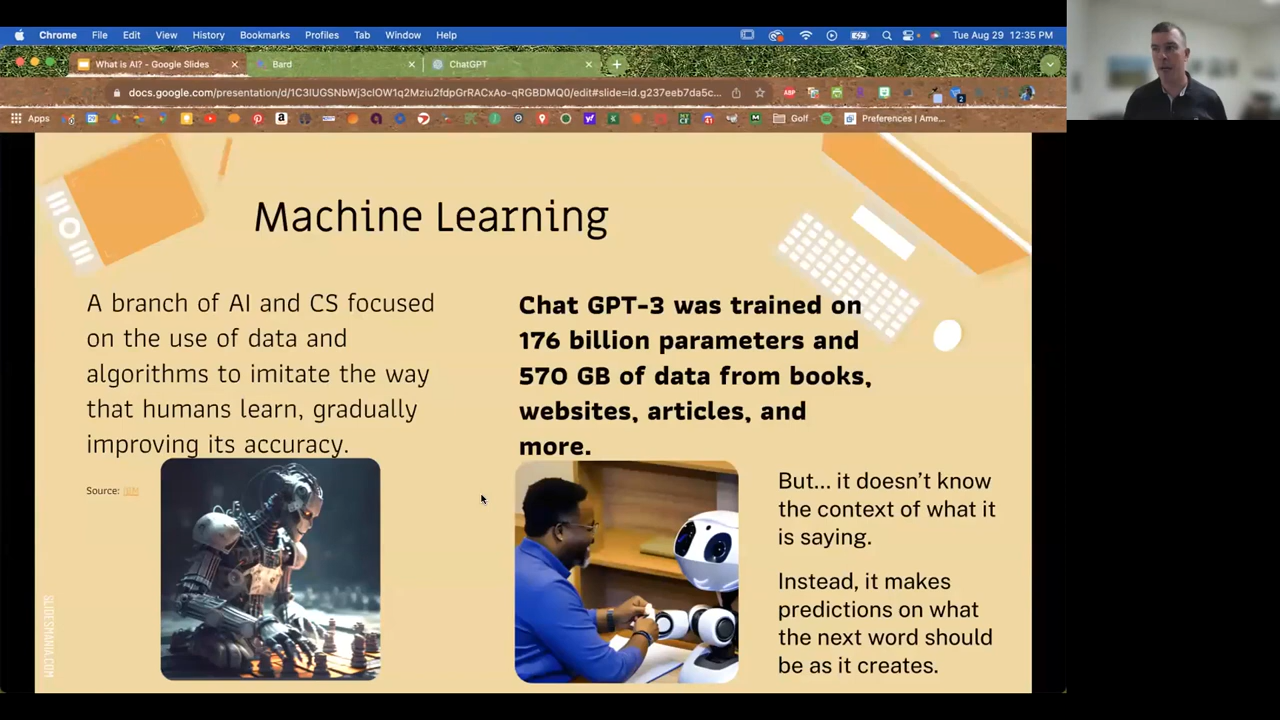 Chrome File Edit View History Bookmarks Profiles Tab Window Help Tue Aug 29 12:35 PM
What is AI? - Google Slides Bard ChatGPT
docs.google.com/presentation/d/1C3IUGSNbWj3cIOW1q2Mziu2fdpGrRACxAo-qRGBDMQ0/edit#slide=id.g237eeb7da5c...
Apps Golf Preferences | Ame...
Machine Learning
A branch of AI and CS focused
on the use of data and
algorithms to imitate the way
that humans learn, gradually
improving its accuracy.
Source:
Chat GPT-3 was trained on
176 billion parameters and
570 GB of data from books,
websites, articles, and
more.
But... it doesn't know
the context of what it
is saying.
Instead, it makes
predictions on what
the next word should
be as it creates.
SLIDESMANIA.COM